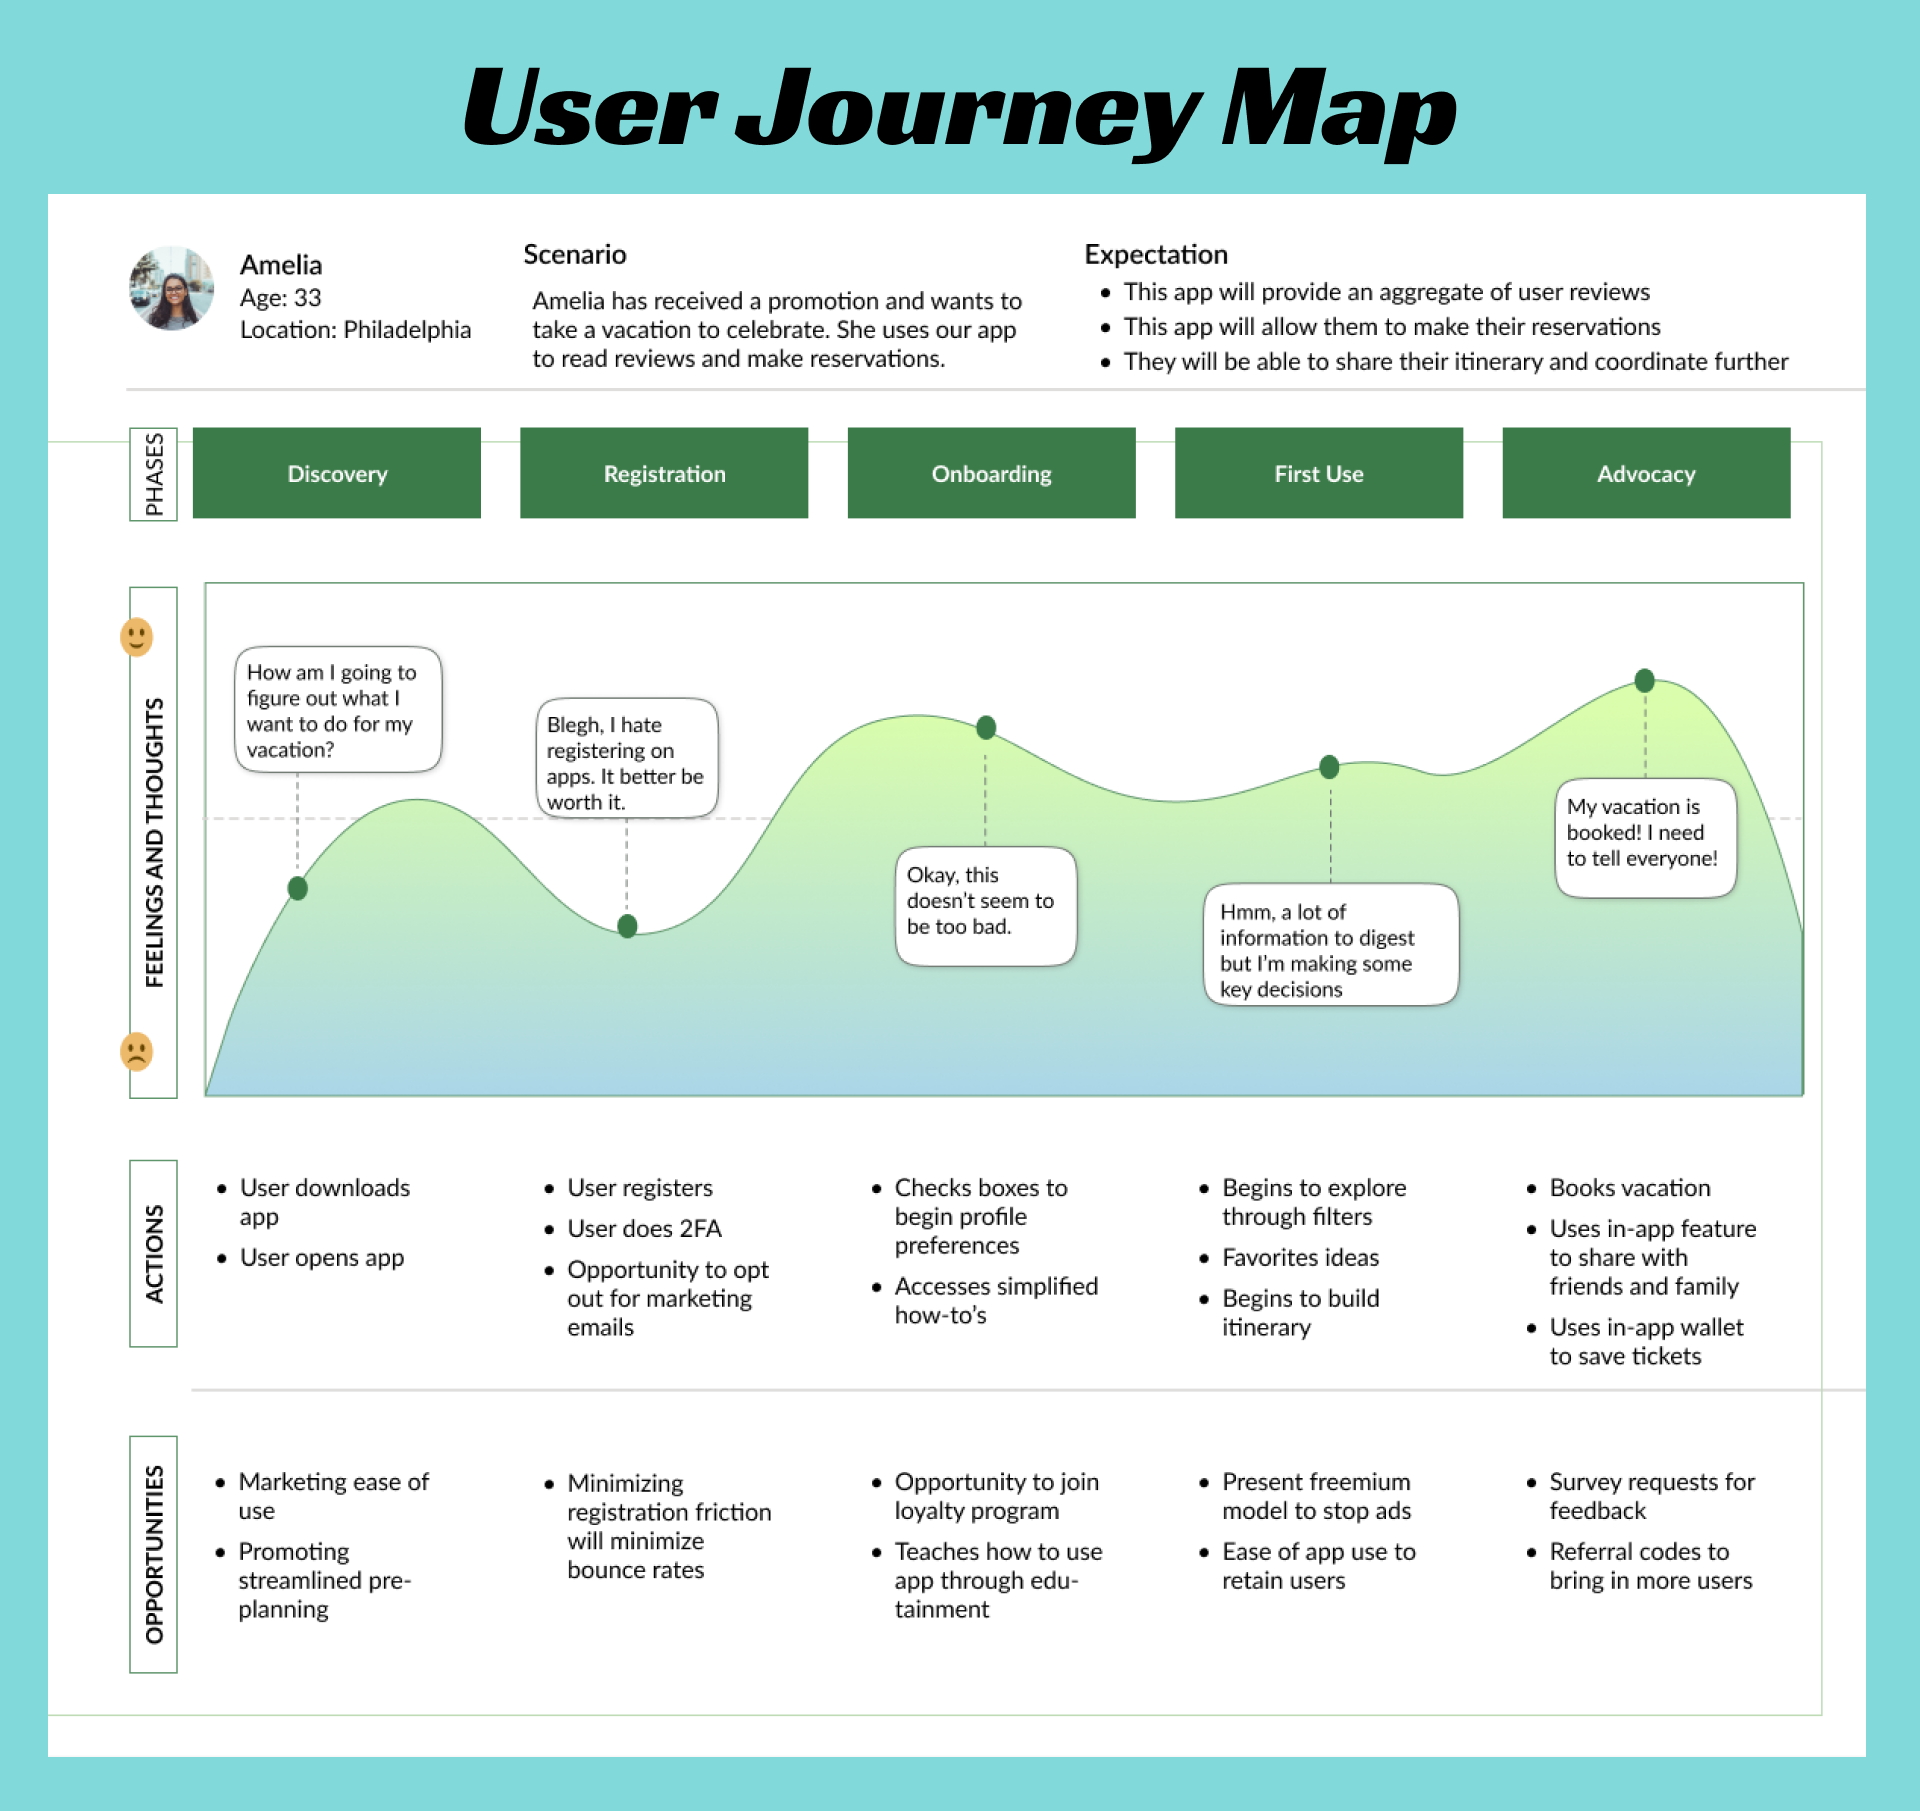 User Journey Map
Amelia
Age: 33
Location: Philadelphia
Scenario
Amelia has received a promotion and wants to
take a vacation to celebrate. She uses our app
to read reviews and make reservations.
Expectation
• This app will provide an aggregate of user reviews
• This app will allow them to make their reservations
• They will be able to share their itinerary and coordinate further
PHASES
Discovery
Registration
Onboarding
First Use
Advocacy
FEELINGS AND THOUGHTS
How am I going to
figure out what I
want to do for my
vacation?
Blegh, I hate
registering on
apps. It better be
worth it.
Okay, this
doesn't seem to
be too bad.
Hmm, a lot of
information to digest
but I'm making some
key decisions
My vacation is
booked! I need
to tell everyone!
ACTIONS
• User downloads
app
• User opens app
• User registers
• User does 2FA
• Opportunity to opt
out for marketing
emails
• Checks boxes to
begin profile
preferences
• Accesses simplified
how-to's
• Begins to explore
through filters
• Favorites ideas
• Begins to build
itinerary
• Books vacation
• Uses in-app feature
to share with
friends and family
• Uses in-app wallet
to save tickets
OPPORTUNITIES
• Marketing ease of
use
• Promoting
streamlined pre-
planning
• Minimizing
registration friction
will minimize
bounce rates
• Opportunity to join
loyalty program
• Teaches how to use
app through edu-
tainment
• Present freemium
model to stop ads
• Ease of app use to
retain users
• Survey requests for
feedback
• Referral codes to
bring in more users